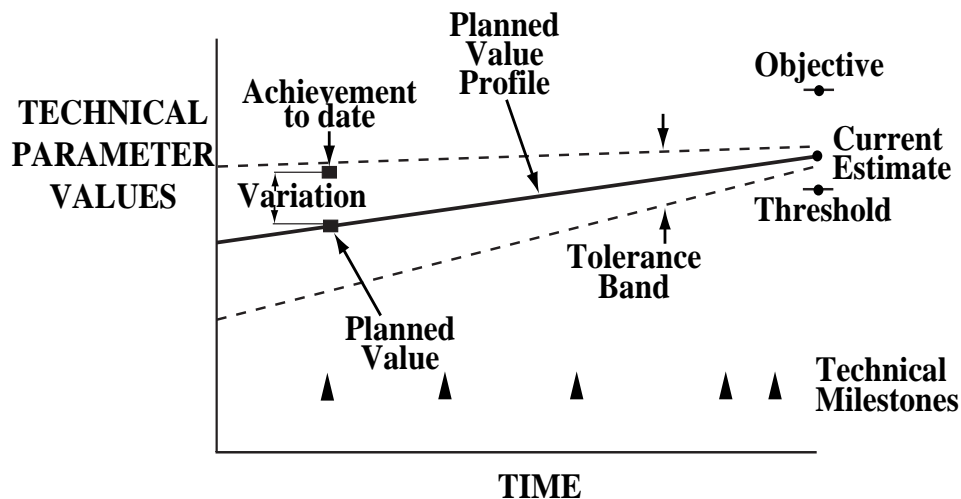 Planned
Value
Profile
Objective
Achievement
to date
TECHNICAL
PARAMETER
VALUES
Current
Estimate
Variation
Threshold
Tolerance
Band
Planned
Value
Technical
Milestones
TIME